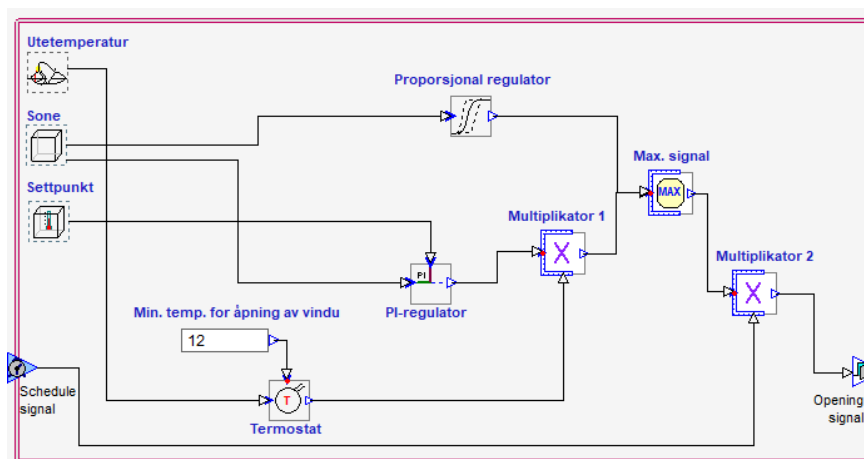 Utetemperatur
Proporsjonal regulator
Sone
Max. signal
MAX
Settpunkt
Multiplikator 1
X
Multiplikator 2
X
PI
PI-regulator
Min. temp. for åpning av vindu
12
Schedule
signal
T
Termostat
Opening
signal